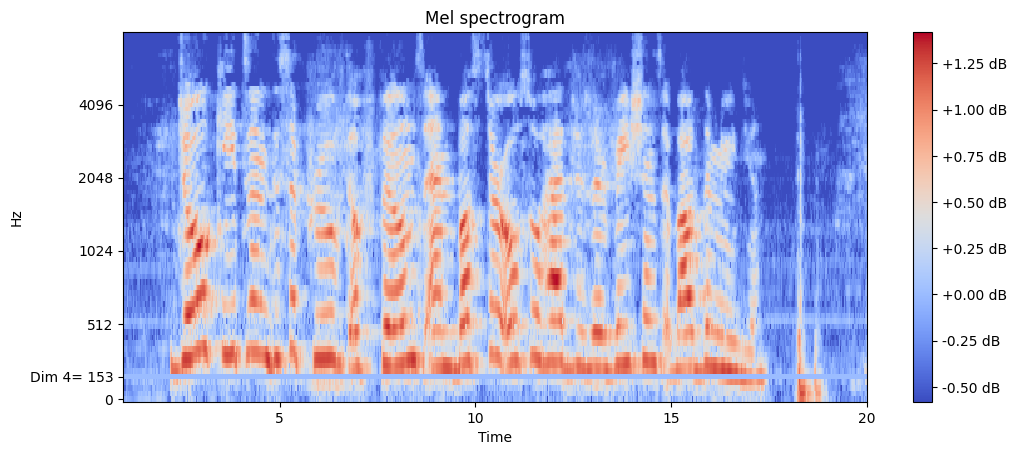 Mel spectrogram
Hz
4096
2048
1024
512
Dim 4= 153
0
5
10
15
20
Time
+1.25 dB
+1.00 dB
+0.75 dB
+0.50 dB
+0.25 dB
+0.00 dB
-0.25 dB
-0.50 dB